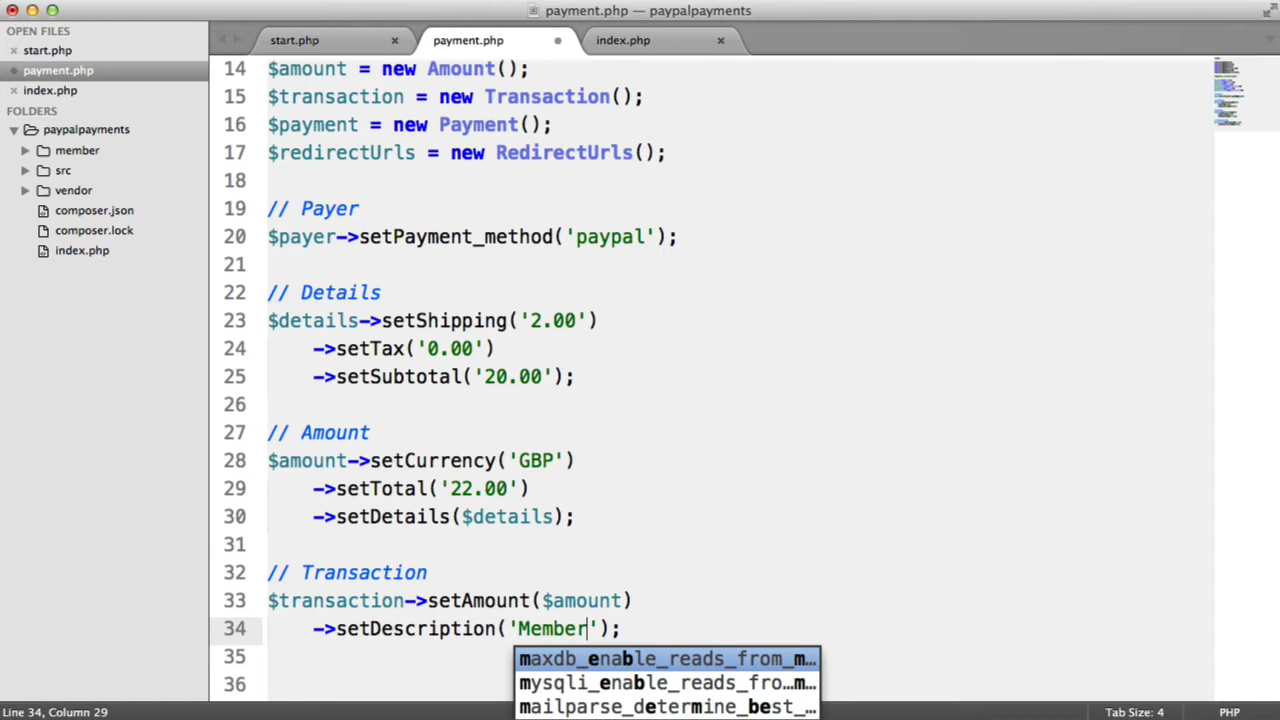 payment.php — paypalpayments
OPEN FILES
start.php
payment.php
index.php
FOLDERS
paypalpayments
member
src
vendor
composer.json
composer.lock
index.php
start.php
payment.php
index.php
14 $amount = new Amount();
15 $transaction = new Transaction();
16 $payment = new Payment();
17 $redirectUrls = new RedirectUrls();
18
19 // Payer
20 $payer->setPayment_method('paypal');
21
22 // Details
23 $details->setShipping('2.00')
24 ->setTax('0.00')
25 ->setSubtotal('20.00');
26
27 // Amount
28 $amount->setCurrency('GBP')
29 ->setTotal('22.00')
30 ->setDetails($details);
31
32 // Transaction
33 $transaction->setAmount($amount)
34 ->setDescription('Member');
35
36
maxdb_enable_reads_from_m…
mysqli_enable_reads_fro…m…
mailparse_determine_best_…
Line 34, Column 29
Tab Size: 4
PHP